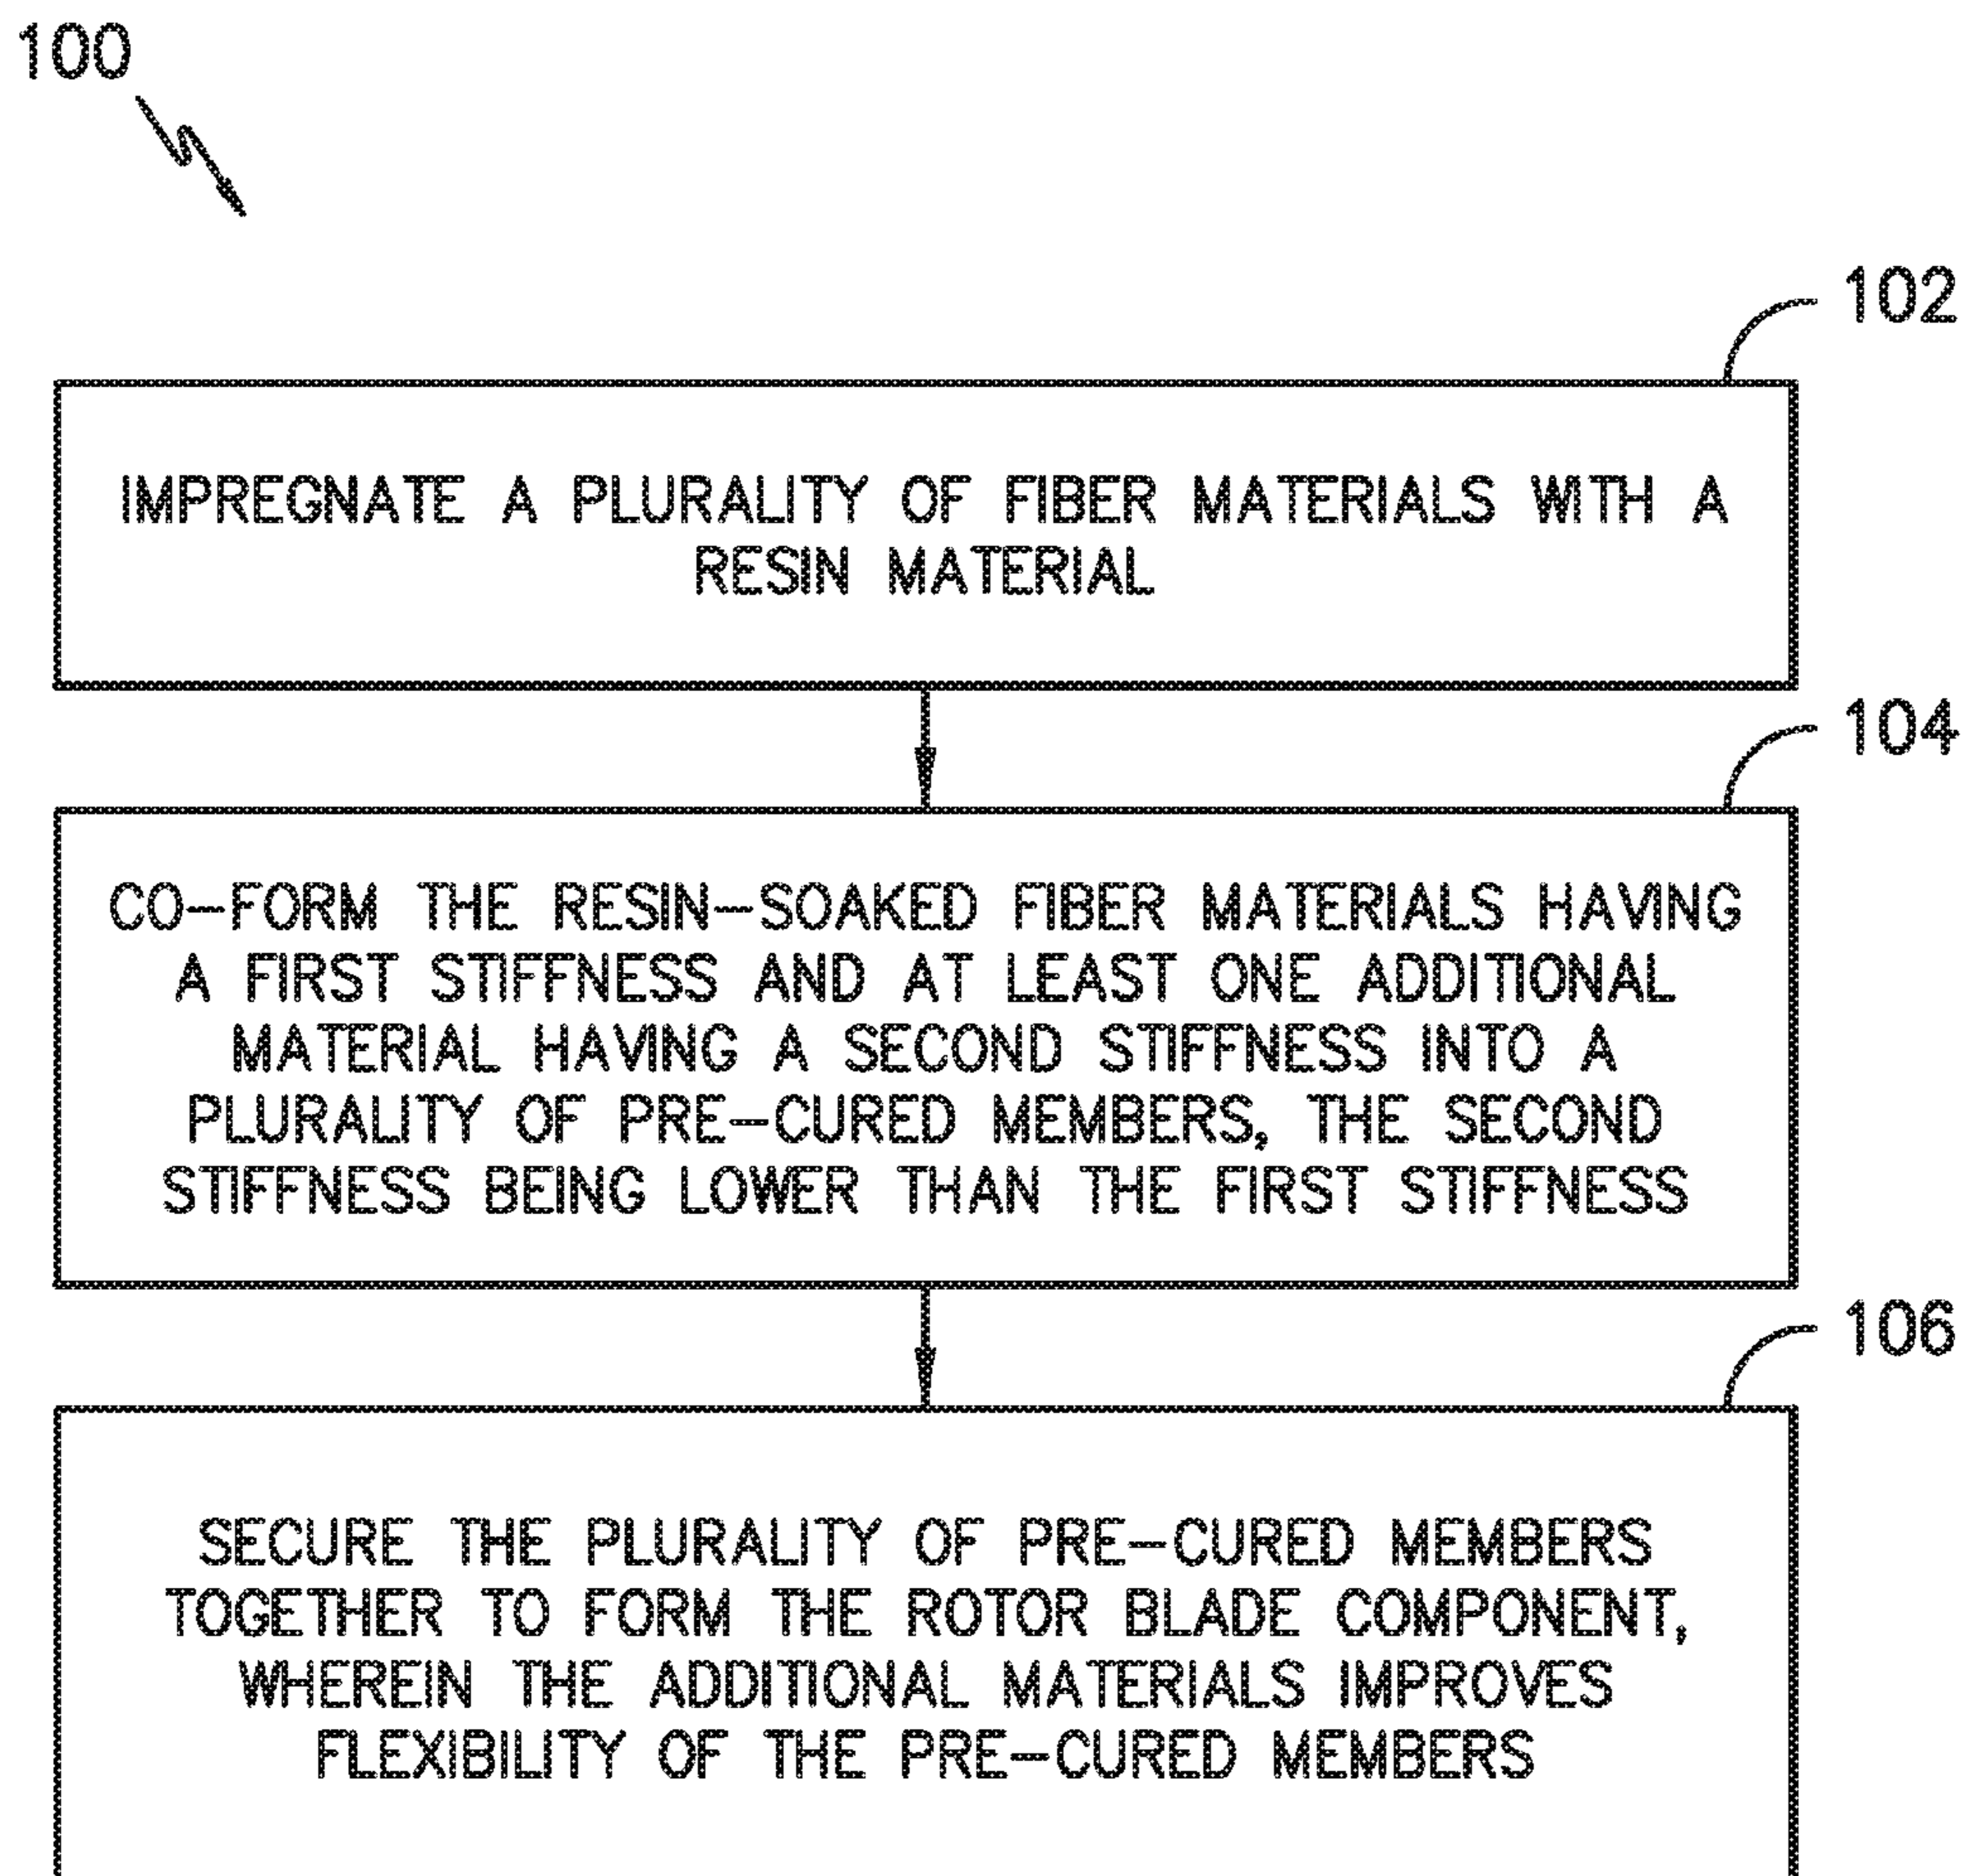 100
102
IMPREGNATE A PLURALITY OF FIBER MATERIALS WITH A
RESIN MATERIAL
104
CO-FORM THE RESIN-SOAKED FIBER MATERIALS HAVING
A FIRST STIFFNESS AND AT LEAST ONE ADDITIONAL
MATERIAL HAVING A SECOND STIFFNESS INTO A
PLURALITY OF PRE-CURED MEMBERS, THE SECOND
STIFFNESS BEING LOWER THAN THE FIRST STIFFNESS
106
SECURE THE PLURALITY OF PRE-CURED MEMBERS
TOGETHER TO FORM THE ROTOR BLADE COMPONENT,
WHEREIN THE ADDITIONAL MATERIALS IMPROVES
FLEXIBILITY OF THE PRE-CURED MEMBERS